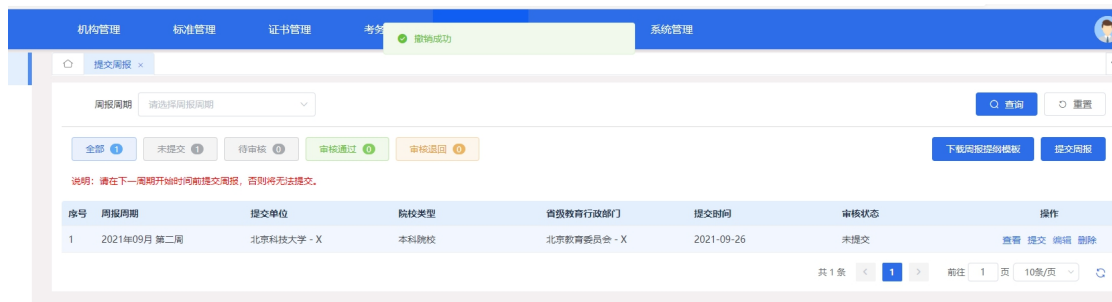 机构管理 标准管理 证书管理 考务 系统管理
撤销成功
提交周报 ×
周报周期 请选择周报周期 查询 重置
全部 1 未提交 1 待审核 0 审核通过 0 审核退回 0 下载周报提纲模板 提交周报
说明：请在下一周期开始时间前提交周报，否则将无法提交。
序号 周报周期 提交单位 院校类型 省级教育行政部门 提交时间 审核状态 操作
1 2021年09月 第二周 北京科技大学 - X 本科院校 北京教育委员会 - X 2021-09-26 未提交 查看 提交 编辑 删除
共 1 条 < 1 > 前往 1 页 10条/页